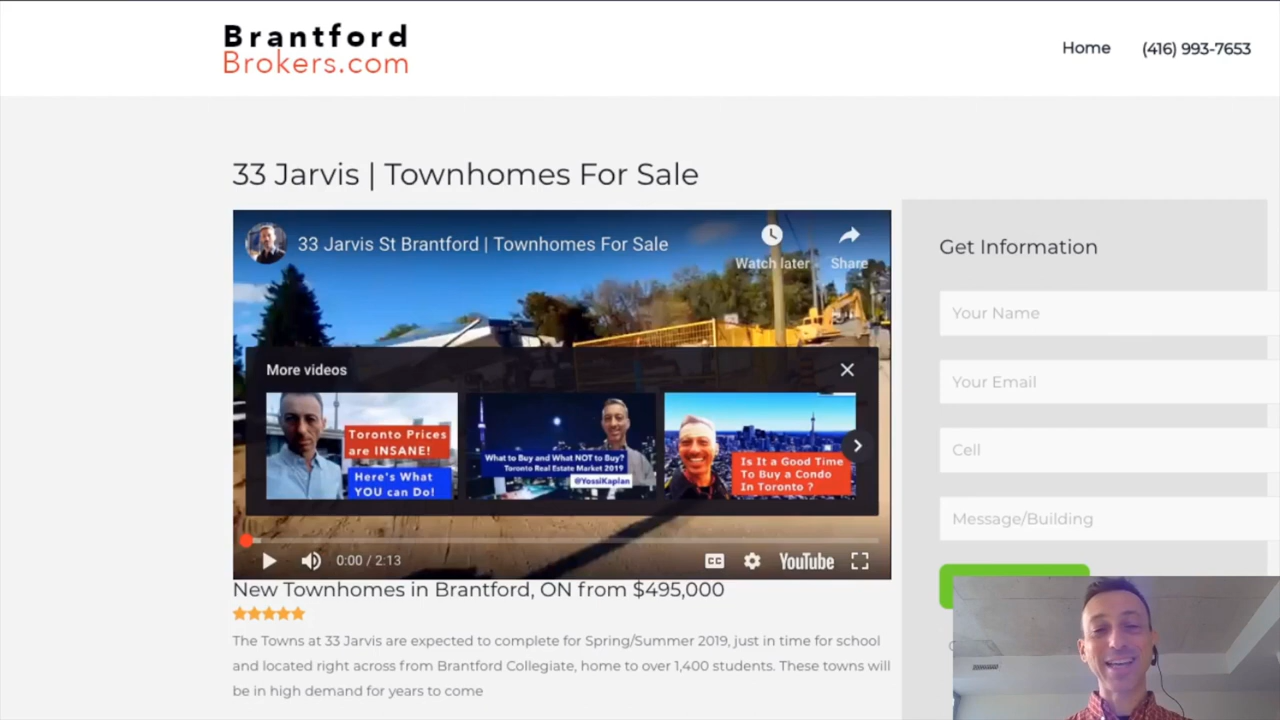 Brantford
Brokers.com
Home
(416) 993-7653
33 Jarvis | Townhomes For Sale
33 Jarvis St Brantford | Townhomes For Sale
Watch later
Share
More videos
Toronto Prices
are INSANE!
Here's What
YOU can Do!
What to Buy and What NOT to Buy?
Toronto Real Estate Market 2019
@YossiKaplan
Is It a Good Time
To Buy a Condo
In Toronto ?
0:00 / 2:13
CC
YouTube
New Townhomes in Brantford, ON from $495,000
The Towns at 33 Jarvis are expected to complete for Spring/Summer 2019, just in time for school
and located right across from Brantford Collegiate, home to over 1,400 students. These towns will
be in high demand for years to come
Get Information
Your Name
Your Email
Cell
Message/Building